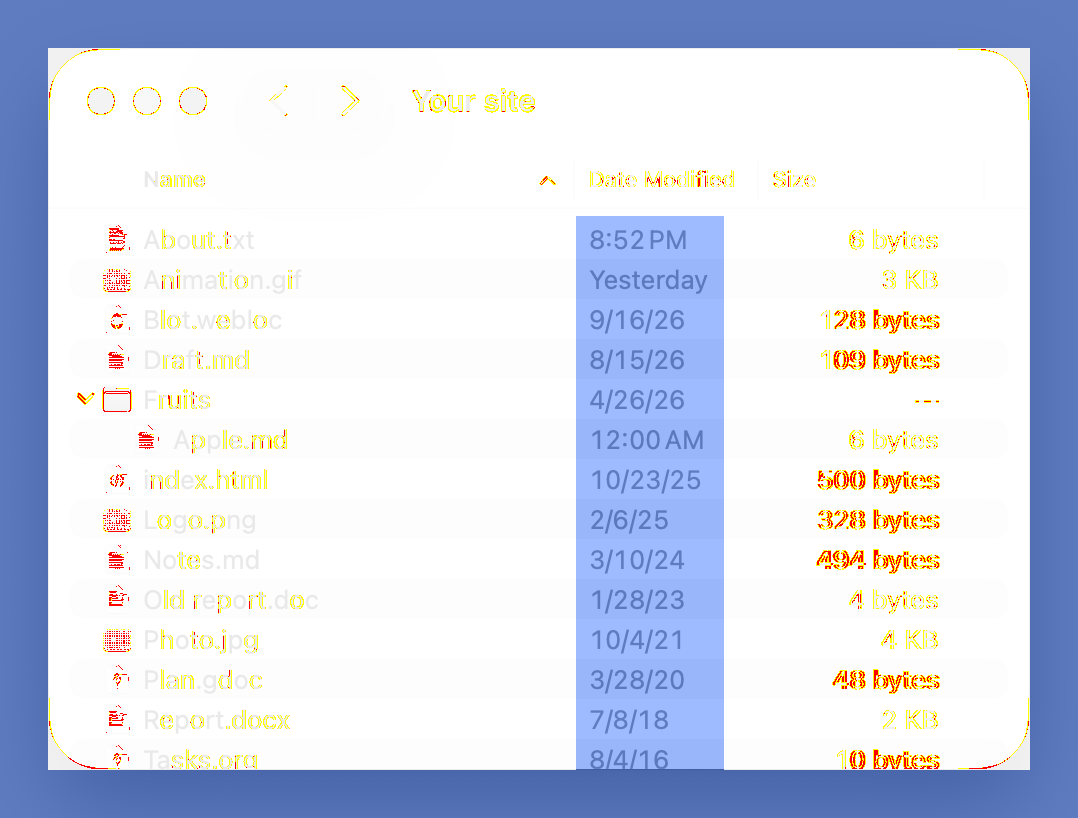 Your site
Name Date Modified Size
About.txt 8:52 PM 6 bytes
Animation.gif Yesterday 3 KB
Blot.webloc 9/16/26 128 bytes
Draft.md 8/15/26 109 bytes
Fruits 4/26/26 --
Apple.md 12:00 AM 6 bytes
index.html 10/23/25 500 bytes
Logo.png 2/6/25 328 bytes
Notes.md 3/10/24 494 bytes
Old report.doc 1/28/23 4 bytes
Photo.jpg 10/4/21 4 KB
Plan.gdoc 3/28/20 48 bytes
Report.docx 7/8/18 2 KB
Tasks.org 8/4/16 10 bytes